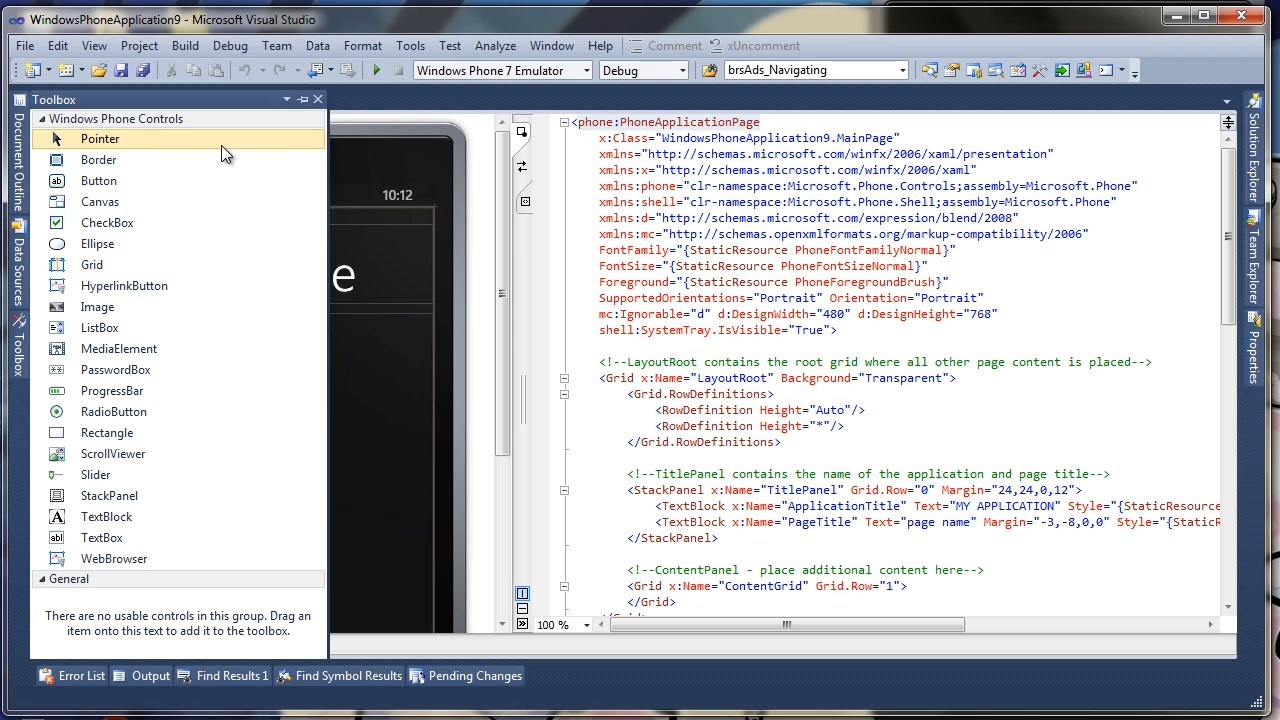 WindowsPhoneApplication9 - Microsoft Visual Studio
File Edit View Project Build Debug Team Data Format Tools Test Analyze Window Help Comment xUncomment
Windows Phone 7 Emulator Debug brsAds_Navigating
Document Outline
Data Sources
Toolbox
Toolbox
Windows Phone Controls
Pointer
Border
Button
Canvas
CheckBox
Ellipse
Grid
HyperlinkButton
Image
ListBox
MediaElement
PasswordBox
ProgressBar
RadioButton
Rectangle
ScrollViewer
Slider
StackPanel
TextBlock
TextBox
WebBrowser
General
There are no usable controls in this group. Drag an
item onto this text to add it to the toolbox.
10:12
e
<phone:PhoneApplicationPage
x:Class="WindowsPhoneApplication9.MainPage"
xmlns="http://schemas.microsoft.com/winfx/2006/xaml/presentation"
xmlns:x="http://schemas.microsoft.com/winfx/2006/xaml"
xmlns:phone="clr-namespace:Microsoft.Phone.Controls;assembly=Microsoft.Phone"
xmlns:shell="clr-namespace:Microsoft.Phone.Shell;assembly=Microsoft.Phone"
xmlns:d="http://schemas.microsoft.com/expression/blend/2008"
xmlns:mc="http://schemas.openxmlformats.org/markup-compatibility/2006"
FontFamily="{StaticResource PhoneFontFamilyNormal}"
FontSize="{StaticResource PhoneFontSizeNormal}"
Foreground="{StaticResource PhoneForegroundBrush}"
SupportedOrientations="Portrait" Orientation="Portrait"
mc:Ignorable="d" d:DesignWidth="480" d:DesignHeight="768"
shell:SystemTray.IsVisible="True">
<!--LayoutRoot contains the root grid where all other page content is placed-->
<Grid x:Name="LayoutRoot" Background="Transparent">
<Grid.RowDefinitions>
<RowDefinition Height="Auto"/>
<RowDefinition Height="*"/>
</Grid.RowDefinitions>
<!--TitlePanel contains the name of the application and page title-->
<StackPanel x:Name="TitlePanel" Grid.Row="0" Margin="24,24,0,12">
<TextBlock x:Name="ApplicationTitle" Text="MY APPLICATION" Style="{StaticResource
<TextBlock x:Name="PageTitle" Text="page name" Margin="-3,-8,0,0" Style="{StaticR
</StackPanel>
<!--ContentPanel - place additional content here-->
<Grid x:Name="ContentGrid" Grid.Row="1">
</Grid>
100 %
Solution Explorer
Team Explorer
Properties
Error List Output Find Results 1 Find Symbol Results Pending Changes